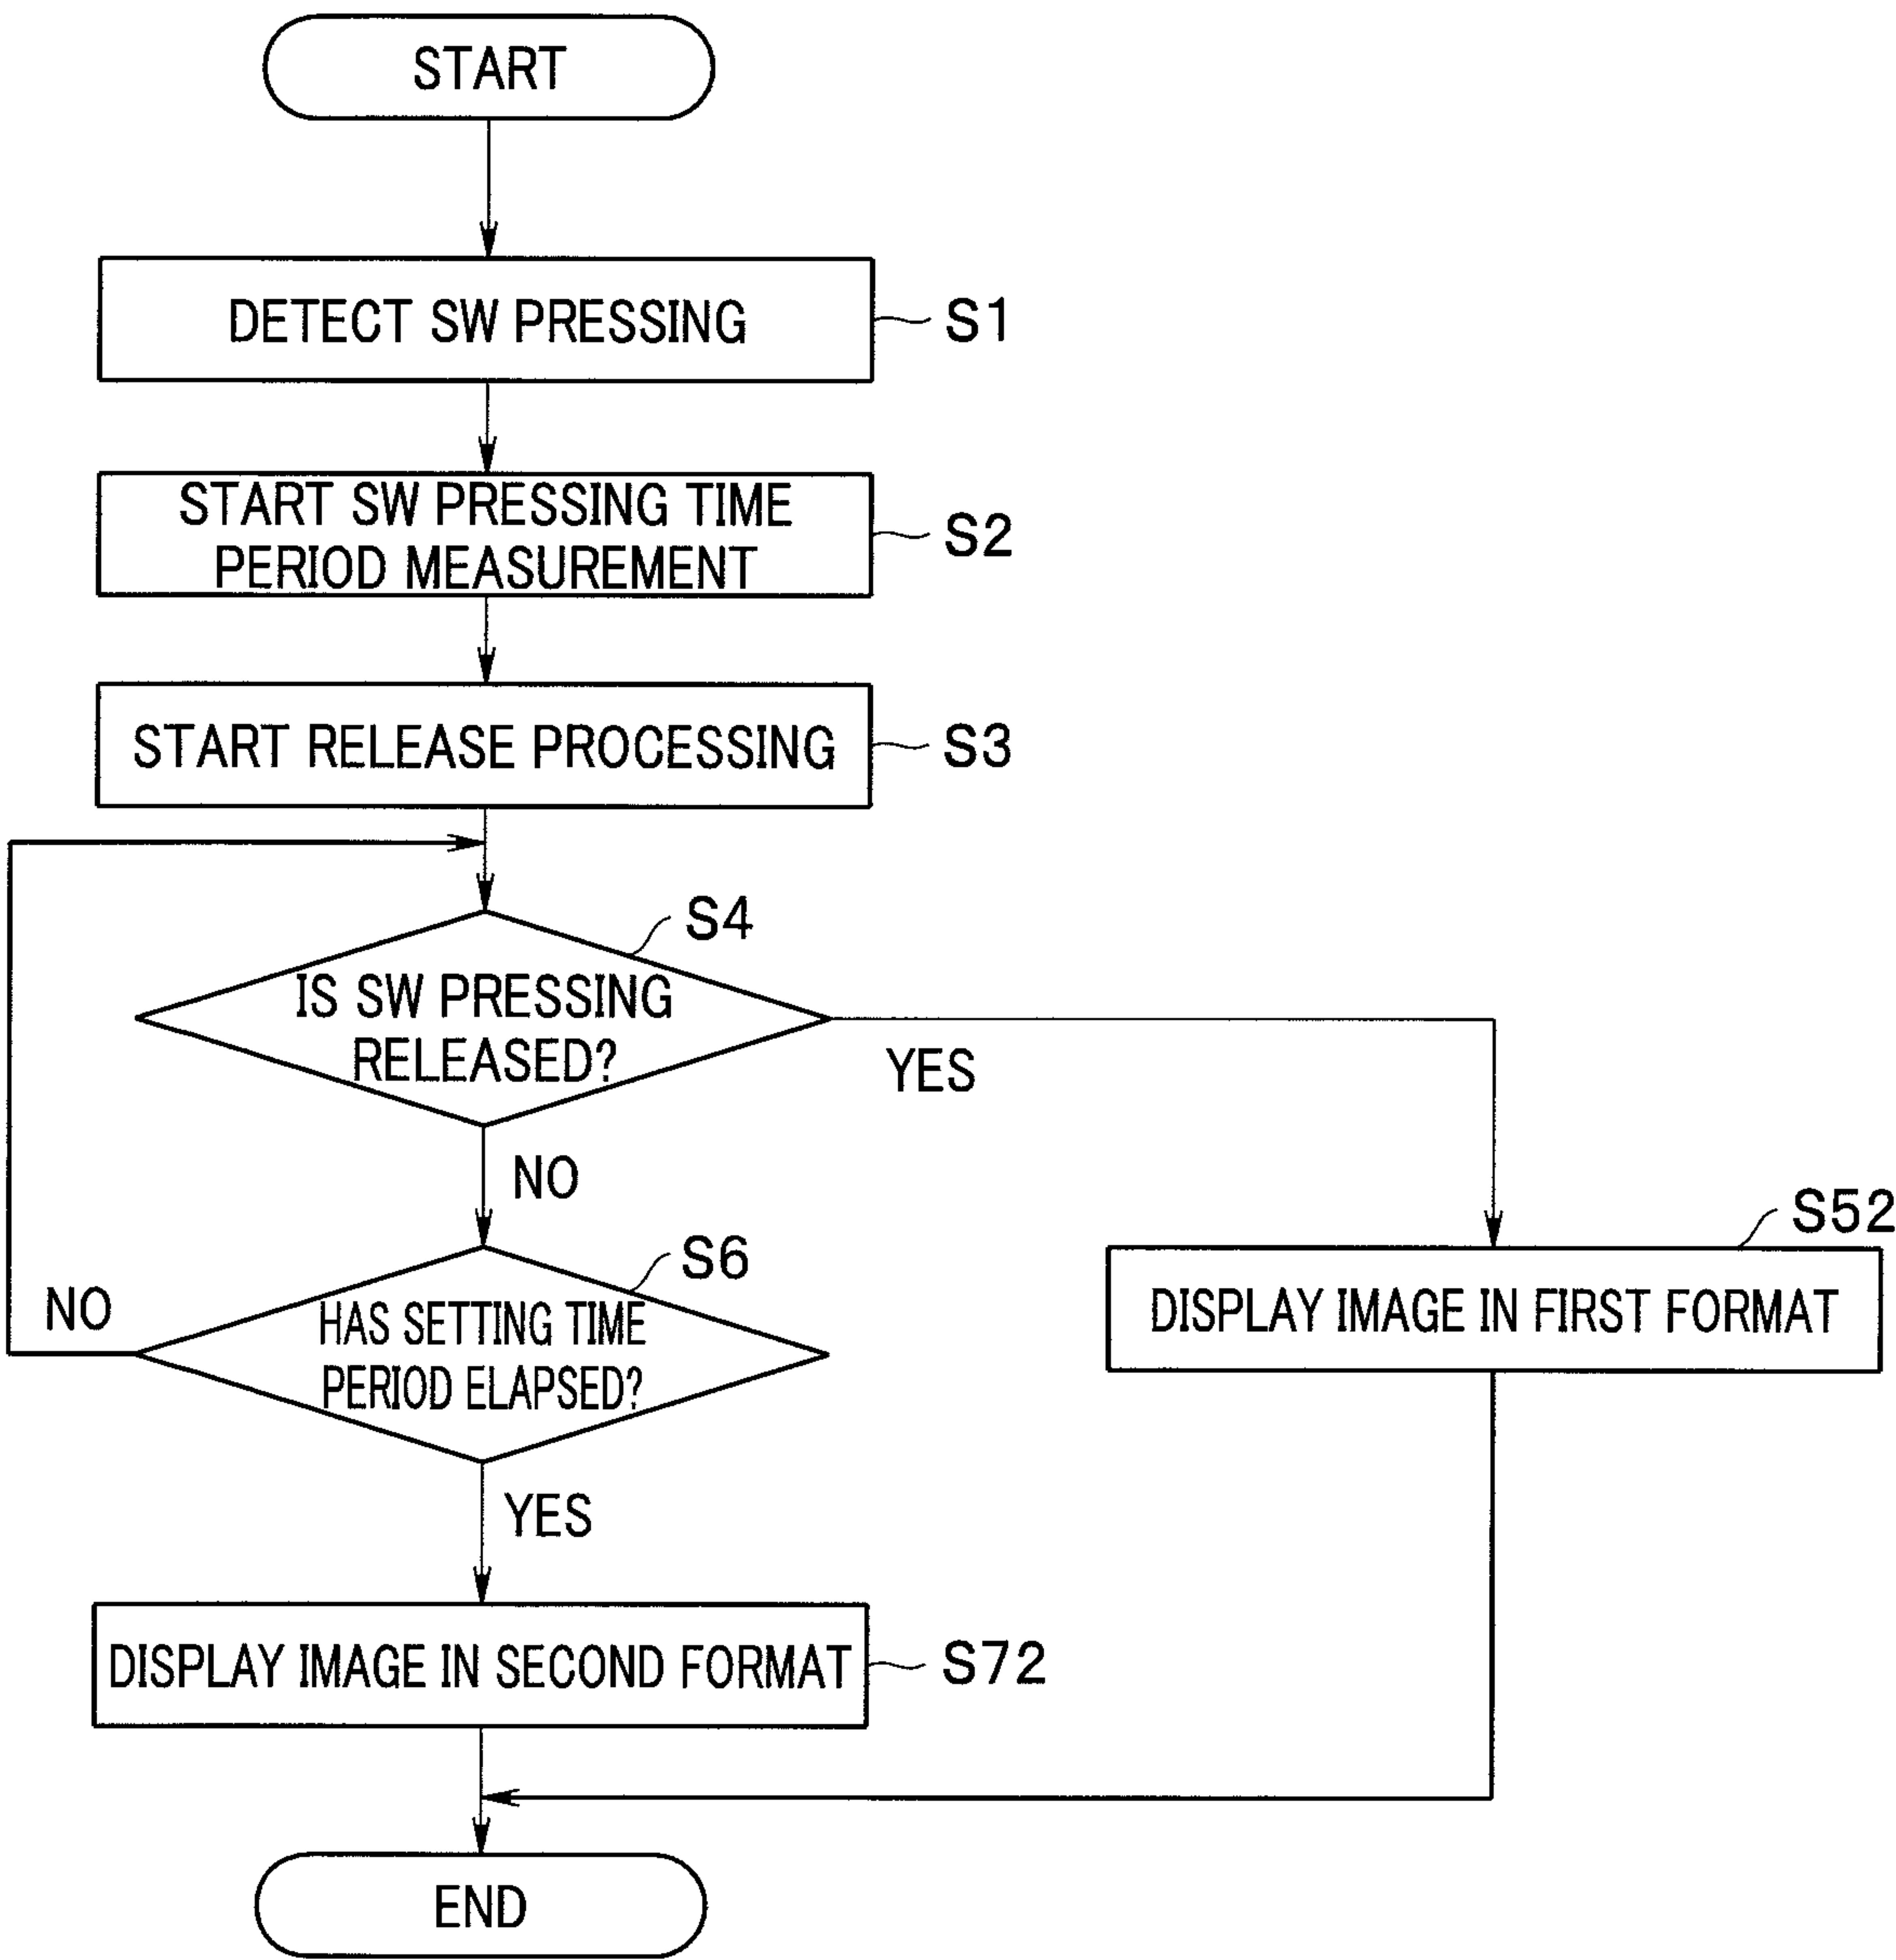 START
DETECT SW PRESSING
S1
START SW PRESSING TIME
PERIOD MEASUREMENT
S2
START RELEASE PROCESSING
S3
S4
IS SW PRESSING
RELEASED?
YES
NO
S52
DISPLAY IMAGE IN FIRST FORMAT
S6
NO
HAS SETTING TIME
PERIOD ELAPSED?
YES
DISPLAY IMAGE IN SECOND FORMAT
S72
END